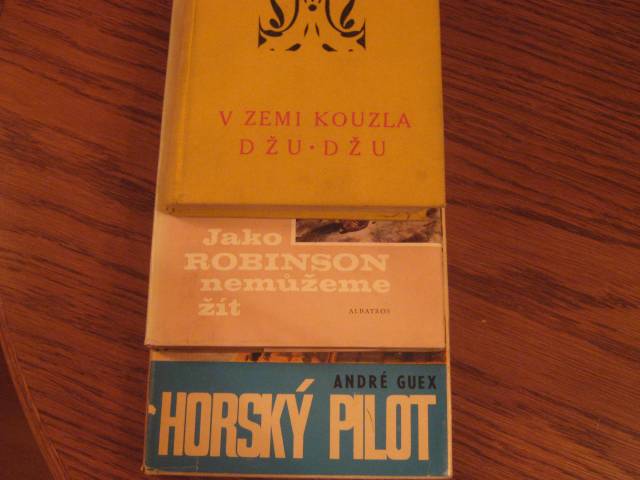 V ZEMI KOUZLA
DŽU·DŽU
Jako
ROBINSON
nemůžeme
žít
ALBATROS
ANDRÉ GUEX
HORSKÝ PILOT